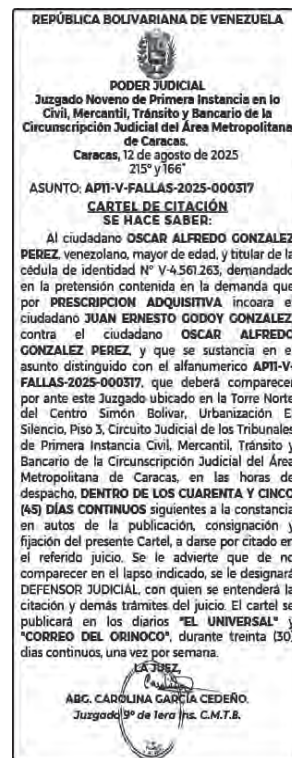 REPÚBLICA BOLIVARIANA DE VENEZUELA
PODER JUDICIAL
Juzgado Noveno de Primera Instancia en lo
Civil, Mercantil, Tránsito y Bancario de la
Circunscripción Judicial del Área Metropolitana
de Caracas.
Caracas, 12 de agosto de 2025
215º y 166º
ASUNTO: AP11-V-FALLAS-2025-000317
CARTEL DE CITACIÓN
SE HACE SABER:
Al ciudadano OSCAR ALFREDO GONZALEZ
PEREZ, venezolano, mayor de edad, y titular de la
cédula de identidad Nº V-4.561.263, demandado
en la pretensión contenida en la demanda que
por PRESCRIPCION ADQUISITIVA incoara e
ciudadano JUAN ERNESTO GODOY GONZALEZ
contra el ciudadano OSCAR ALFREDO
GONZALEZ PEREZ, y que se sustancia en e
asunto distinguido con el alfanumerico AP11-V-
FALLAS-2025-000317, que deberá comparecer
por ante este Juzgado ubicado en la Torre Norte
del Centro Simón Bolivar, Urbanización E
Silencio, Piso 3, Circuito Judicial de los Tribunales
de Primera Instancia Civil, Mercantil, Tránsito y
Bancario de la Circunscripción Judicial del Área
Metropolitana de Caracas, en las horas de
despacho, DENTRO DE LOS CUARENTA Y CINCO
(45) DÍAS CONTINUOS siguientes a la constancia
en autos de la publicación, consignación y
fijación del presente Cartel, a darse por citado en
el referido juicio. Se le advierte que de no
comparecer en el lapso indicado, se le designará
DEFENSOR JUDICIAL, con quien se entenderá la
citación y demás trámites del juicio. El cartel se
publicará en los diarios "EL UNIVERSAL" y
"CORREO DEL ORINOCO", durante treinta (30)
dias continuos, una vez por semana.
LA JUEZ,
ABG. CAROLINA GARCÍA CEDEÑO.
Juzgado 9º de 1era Ins. C.M.T.B.